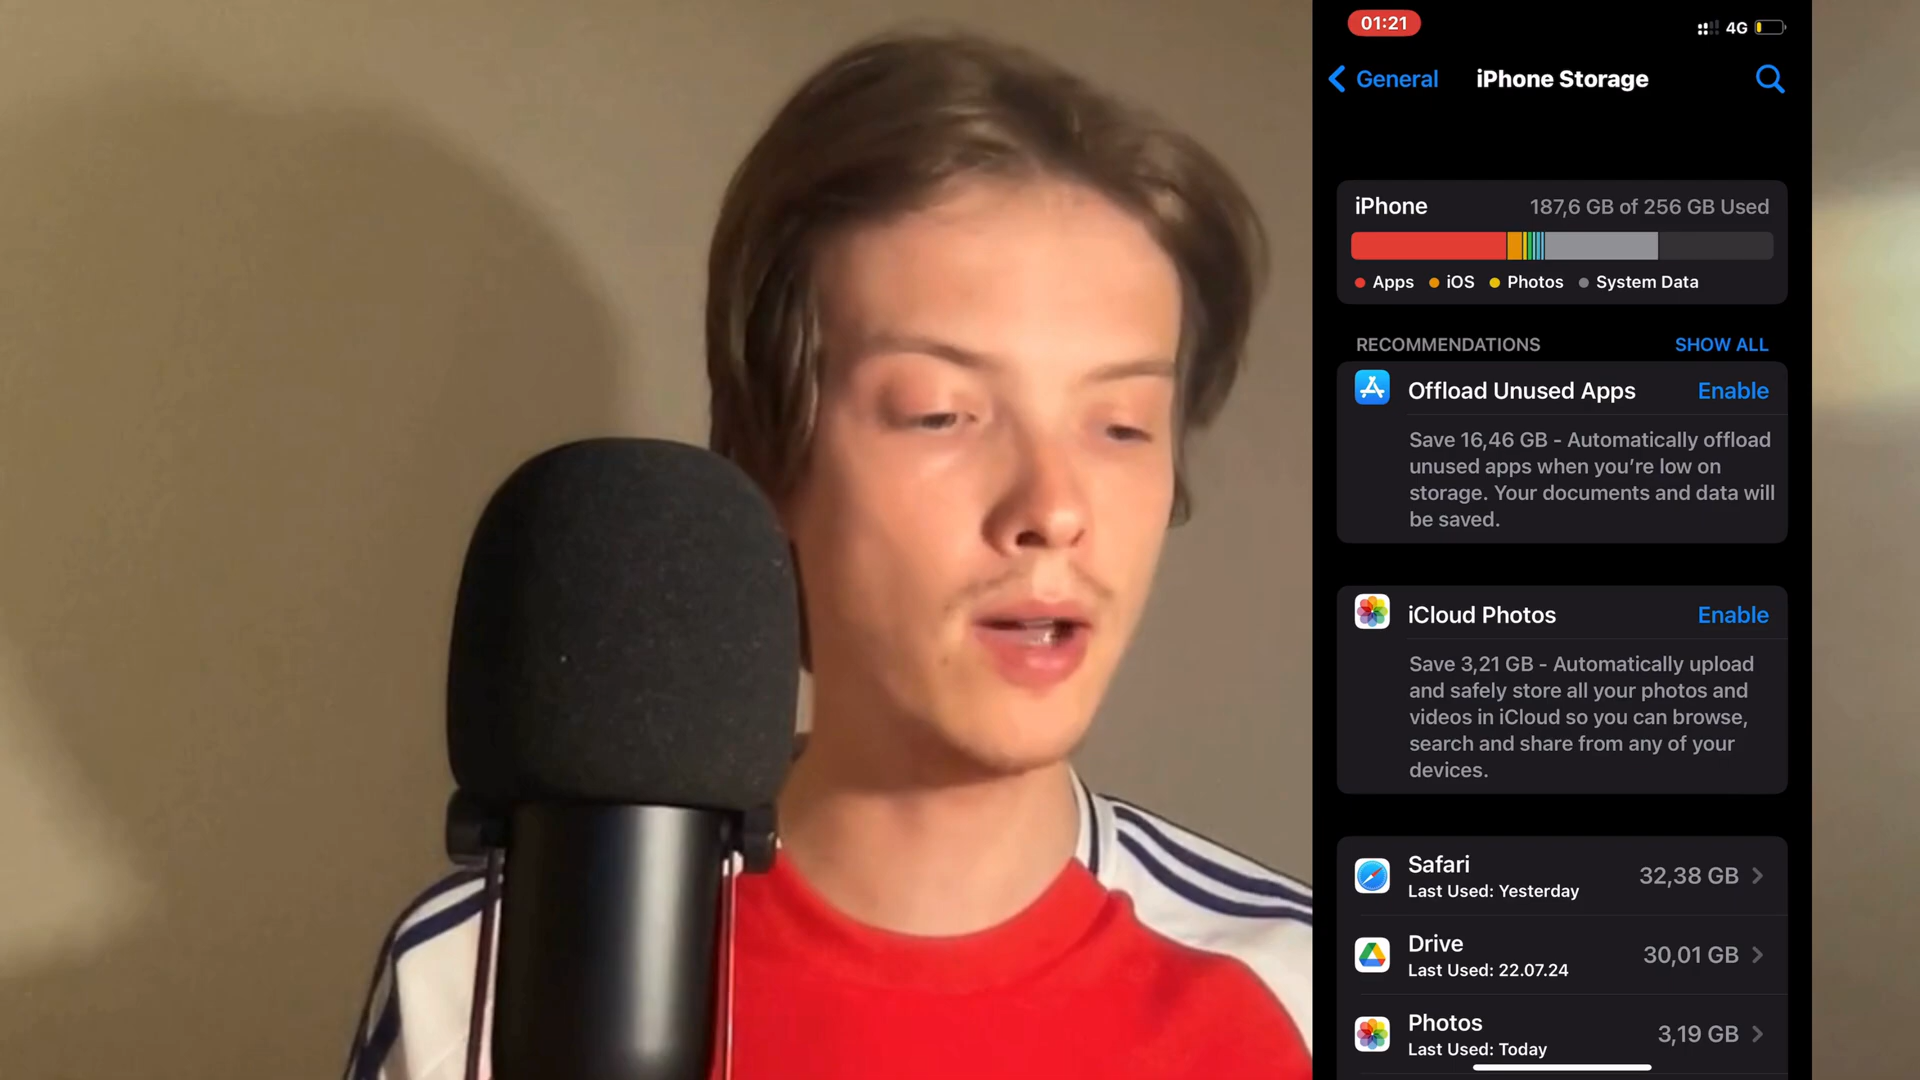 01:21
4G
General
iPhone Storage
iPhone
187,6 GB of 256 GB Used
Apps
iOS
Photos
System Data
RECOMMENDATIONS
SHOW ALL
Offload Unused Apps
Enable
Save 16,46 GB - Automatically offload
unused apps when you're low on
storage. Your documents and data will
be saved.
iCloud Photos
Enable
Save 3,21 GB - Automatically upload
and safely store all your photos and
videos in iCloud so you can browse,
search and share from any of your
devices.
Safari
32,38 GB
Last Used: Yesterday
Drive
30,01 GB
Last Used: 22.07.24
Photos
3,19 GB
Last Used: Today